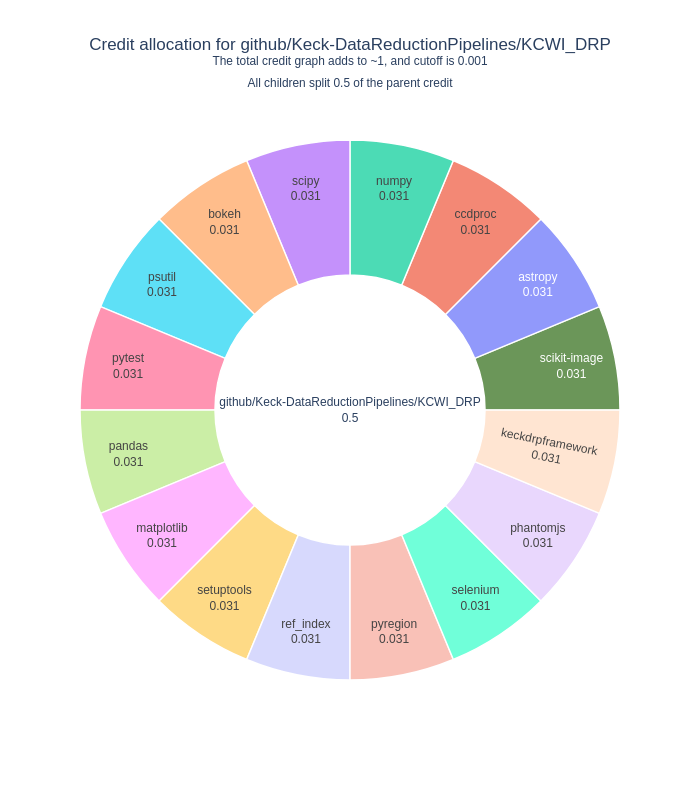 Credit allocation for github/Keck-DataReductionPipelines/KCWI_DRP
The total credit graph adds to ~1, and cutoff is 0.001
All children split 0.5 of the parent credit
scipy
0.031
numpy
0.031
bokeh
0.031
ccdproc
0.031
psutil
0.031
astropy
0.031
pytest
0.031
scikit-image
0.031
github/Keck-DataReductionPipelines/KCWI_DRP
0.5
pandas
0.031
keckdrpframework
0.031
matplotlib
0.031
phantomjs
0.031
setuptools
0.031
selenium
0.031
ref_index
0.031
pyregion
0.031